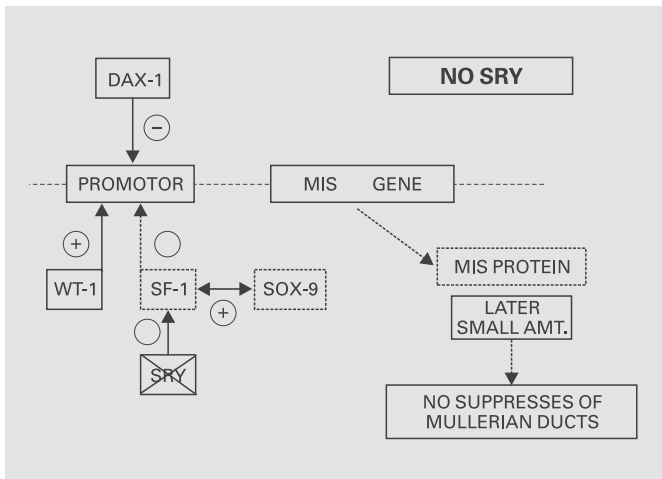 DAX-1
NO SRY
−
PROMOTOR
MIS GENE
+
WT-1
SF-1
SOX-9
+
SRY
MIS PROTEIN
LATER
SMALL AMT.
NO SUPPRESSES OF
MULLERIAN DUCTS